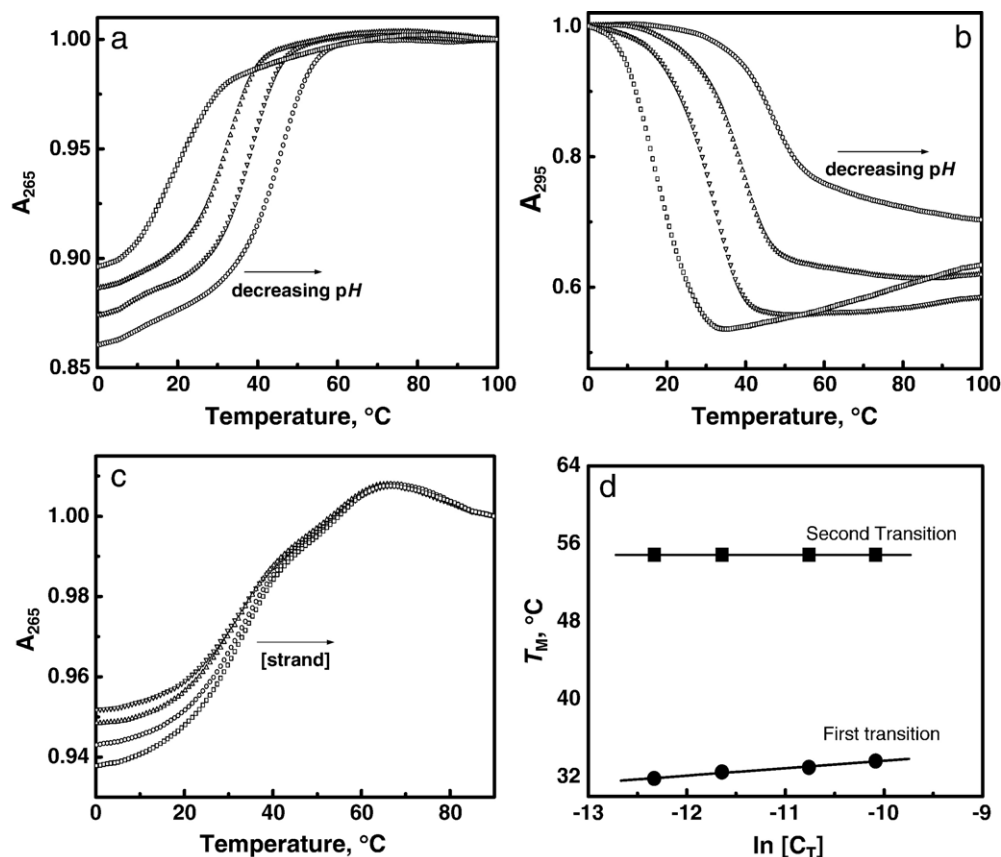 a
1.00
0.95
0.90
0.85
A265
decreasing pH
0 20 40 60 80 100
Temperature, °C
b
1.0
0.8
0.6
A295
decreasing pH
0 20 40 60 80 100
Temperature, °C
c
1.00
0.98
0.96
0.94
A265
[strand]
0 20 40 60 80
Temperature, °C
d
64
56
48
40
32
TM, °C
Second Transition
First transition
-13 -12 -11 -10 -9
ln [CT]